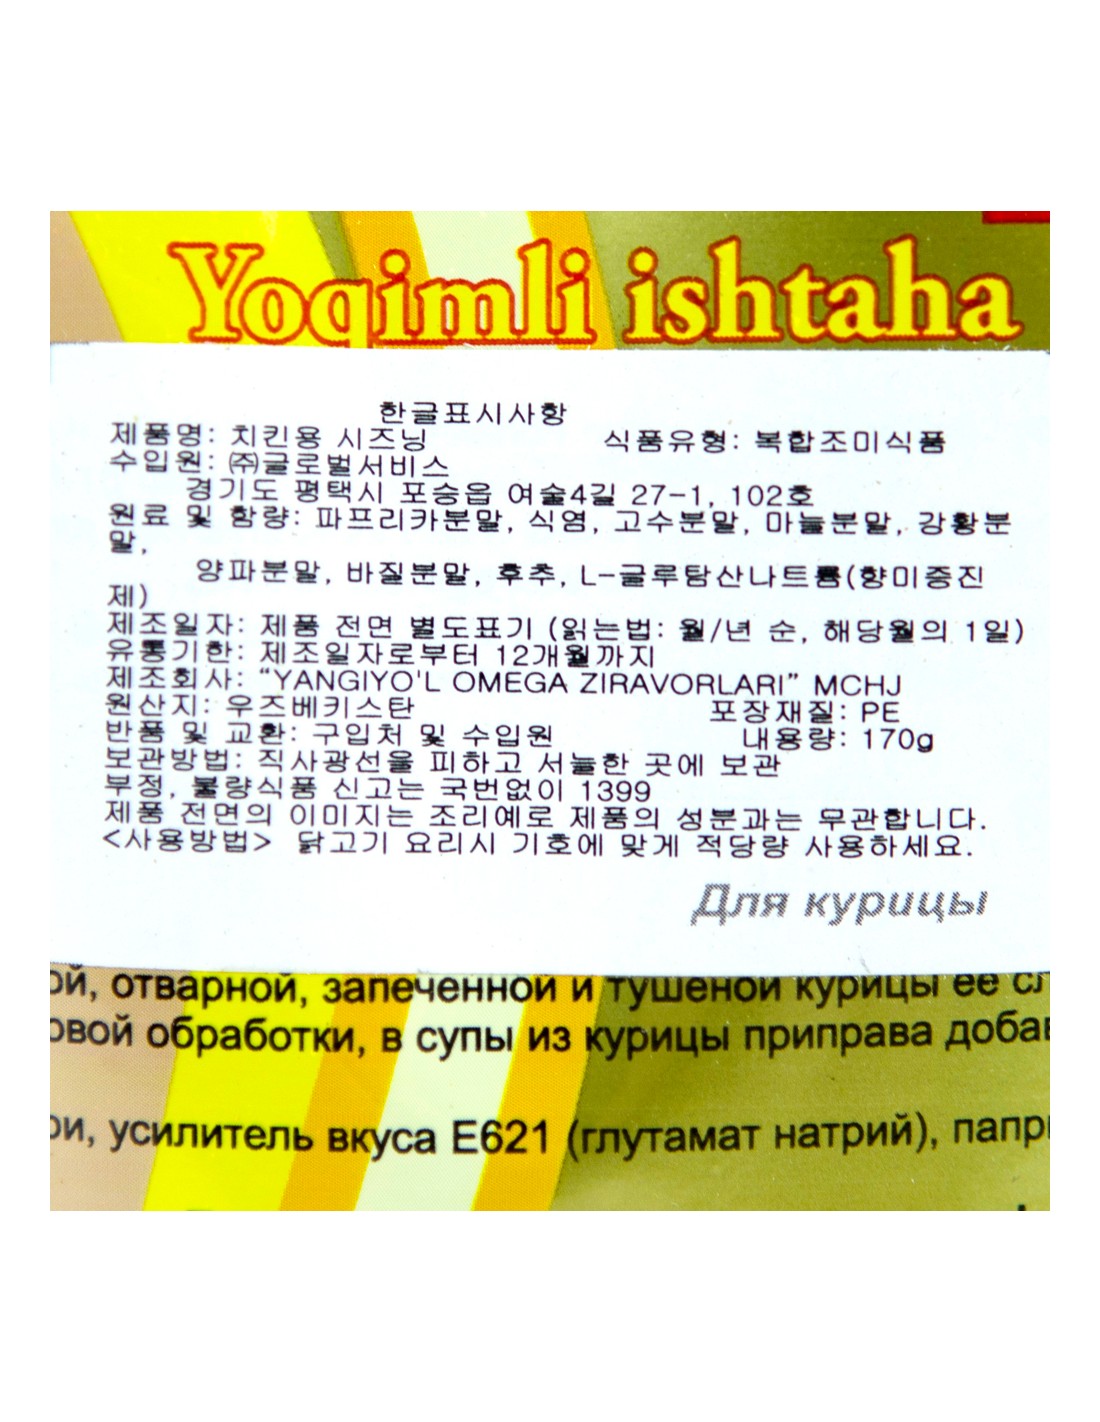 Yoqimli ishtaha
한글표시사항
제품명: 치킨용 시즈닝 식품유형: 복합조미식품
수입원: ㈜글로벌서비스
경기도 평택시 포승읍 여술4길 27-1, 102호
원료 및 함량: 파프리카분말, 식염, 고수분말, 마늘분말, 강황분
말,
양파분말, 바질분말, 후추, L-글루탐산나트륨(향미증진
제)
제조일자: 제품 전면 별도표기 (읽는법: 월/년 순, 해당월의 1일)
유통기한: 제조일자로부터 12개월까지
제조회사: “YANGIYO'L OMEGA ZIRAVORLARI” MCHJ
원산지: 우즈베키스탄 포장재질: PE
반품 및 교환: 구입처 및 수입원 내용량: 170g
보관방법: 직사광선을 피하고 서늘한 곳에 보관
부정, 불량식품 신고는 국번없이 1399
제품 전면의 이미지는 조리예로 제품의 성분과는 무관합니다.
<사용방법> 닭고기 요리시 기호에 맞게 적당량 사용하세요.
Для курицы
ой, отварной, запеченной и тушеной курицы ее сл
овой обработки, в супы из курицы приправа добав
ри, усилитель вкуса Е621 (глутамат натрий), папри